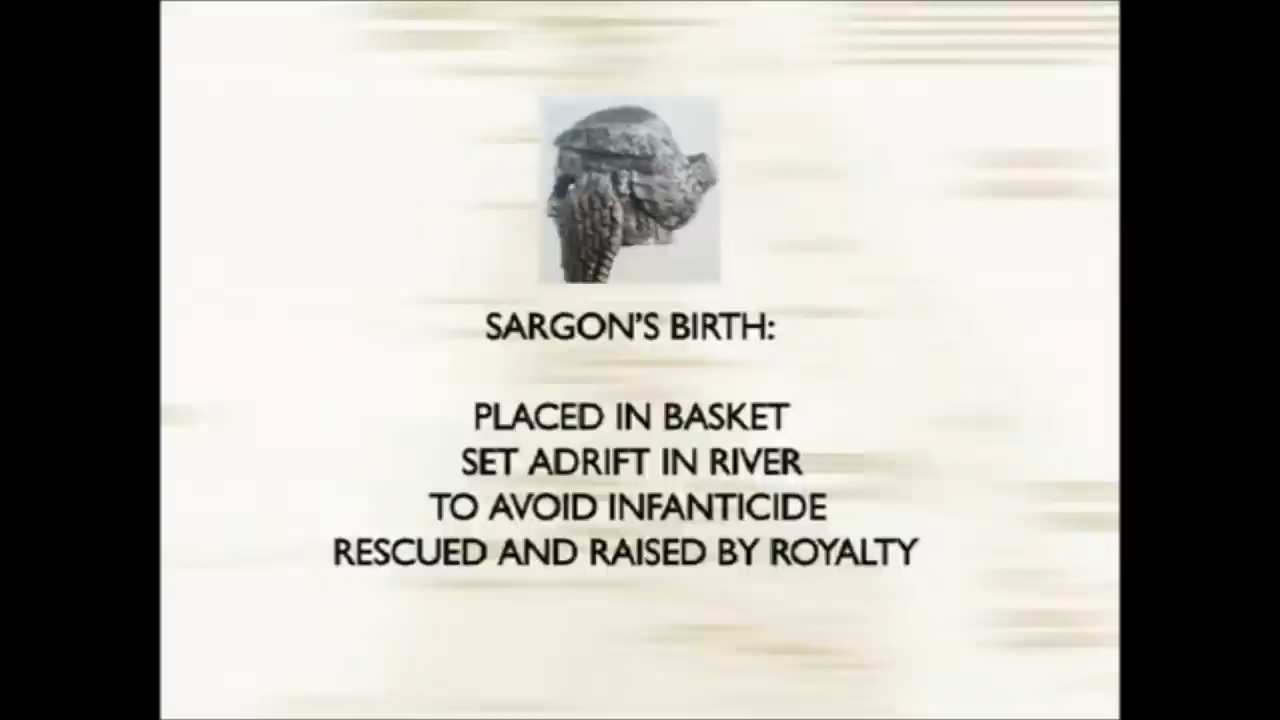 SARGON'S BIRTH:
PLACED IN BASKET
SET ADRIFT IN RIVER
TO AVOID INFANTICIDE
RESCUED AND RAISED BY ROYALTY